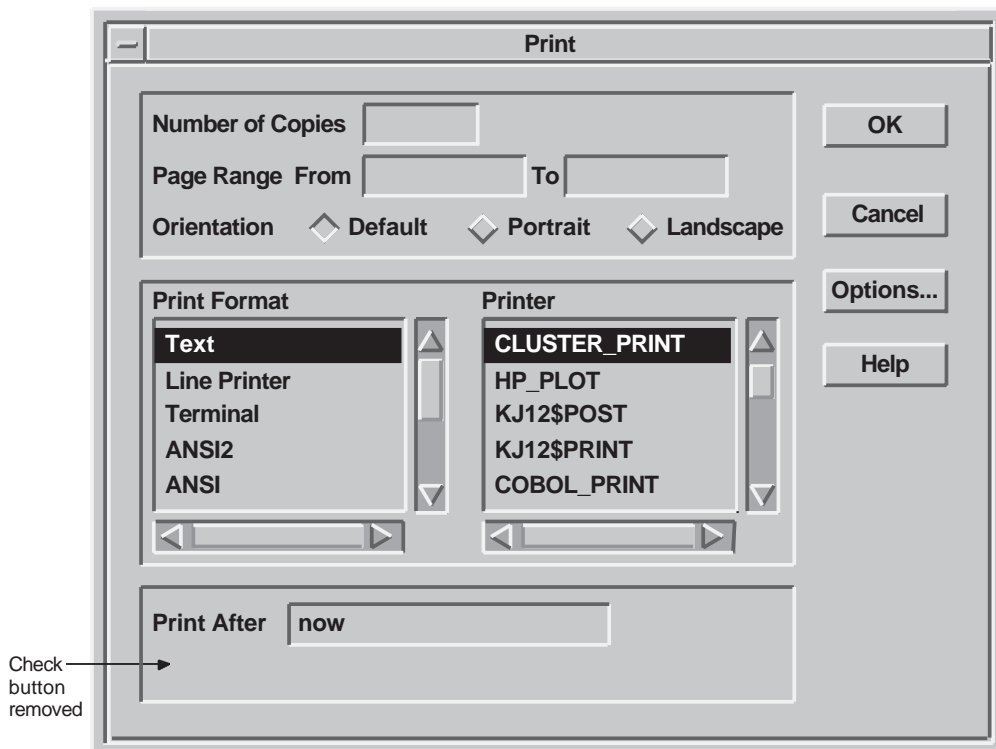 Print
Number of Copies
OK
Page Range From To
Cancel
Orientation Default Portrait Landscape
Options...
Print Format
Text
Line Printer
Terminal
ANSI2
ANSI
Printer
CLUSTER_PRINT
HP_PLOT
KJ12$POST
KJ12$PRINT
COBOL_PRINT
Help
Print After now
Check
button
removed